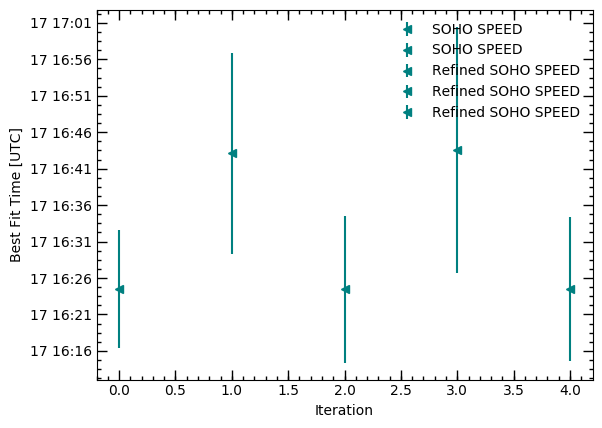 17 17:01
17 16:56
17 16:51
17 16:46
17 16:41
17 16:36
17 16:31
17 16:26
17 16:21
17 16:16
Best Fit Time [UTC]
SOHO SPEED
SOHO SPEED
Refined SOHO SPEED
Refined SOHO SPEED
Refined SOHO SPEED
0.0 0.5 1.0 1.5 2.0 2.5 3.0 3.5 4.0
Iteration